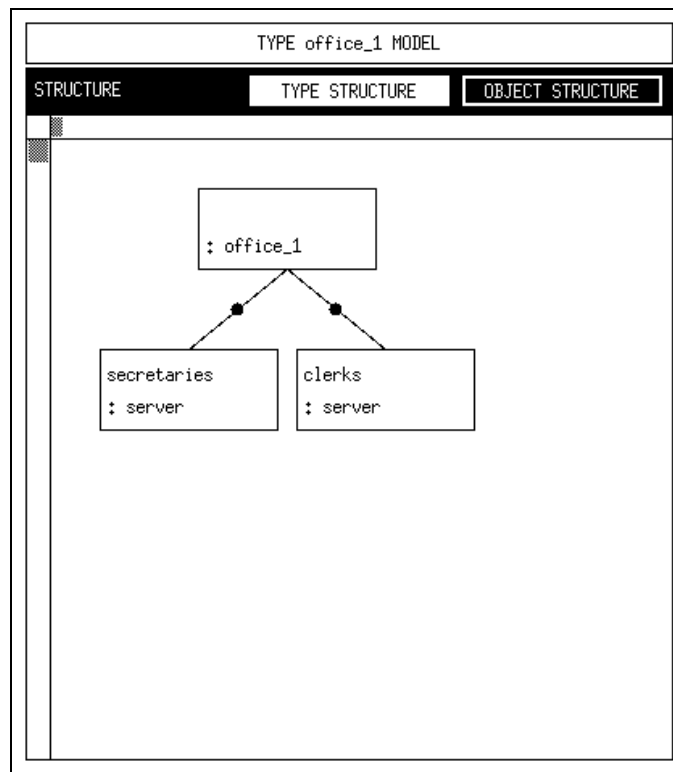 TYPE office_1 MODEL
STRUCTURE TYPE STRUCTURE OBJECT STRUCTURE
: office_1
secretaries clerks
: server : server